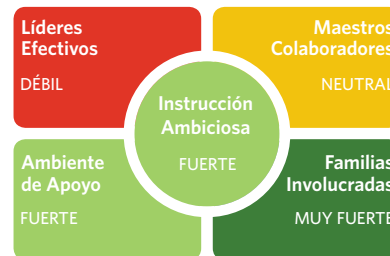 Líderes
Efectivos
DÉBIL
Maestros
Colaboradores
NEUTRAL
Instrucción
Ambiciosa
FUERTE
Ambiente
de Apoyo
FUERTE
Familias
Involucradas
MUY FUERTE